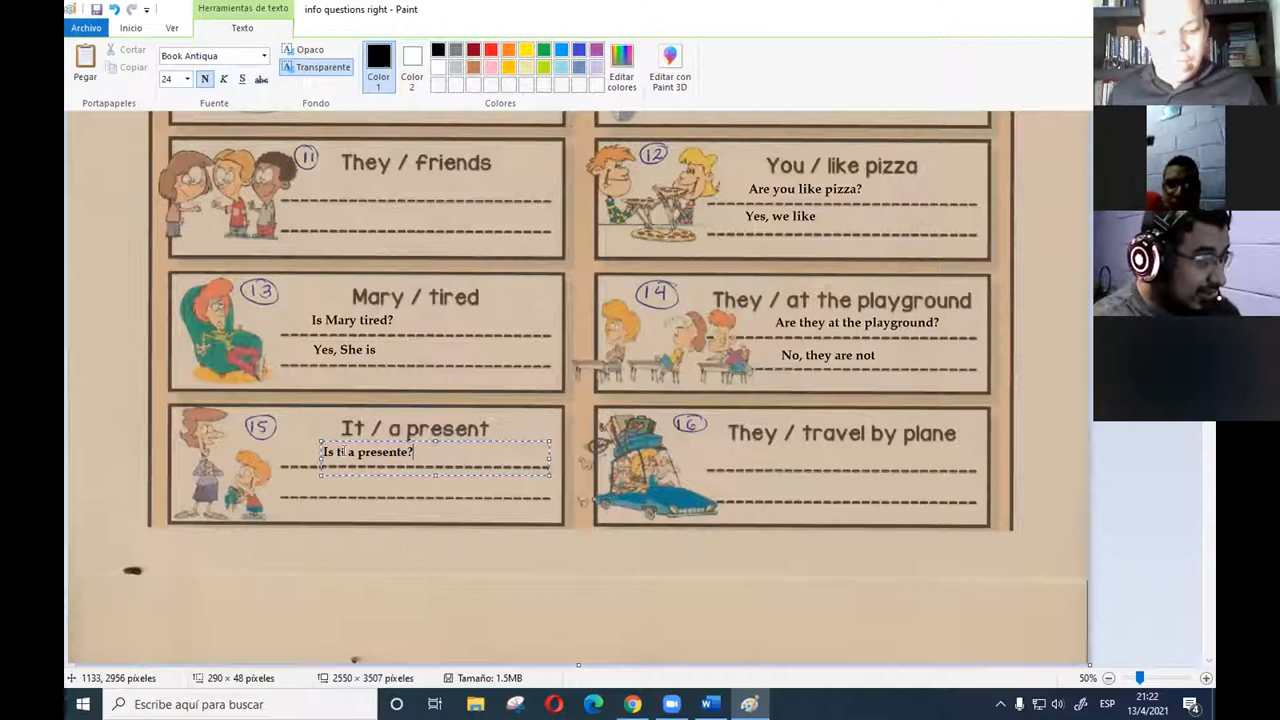 Herramientas de texto
info questions right - Paint
Archivo
Inicio
Ver
Texto
Pegar
Cortar
Copiar
Portapapeles
Book Antiqua
24
N K S abc
Fuente
Opaco
Transparente
Fondo
Color 1
Color 2
Colores
Editar colores
Editar con Paint 3D
11
They / friends
12
You / like pizza
Are you like pizza?
Yes, we like
13
Mary / tired
Is Mary tired?
Yes, She is
14
They / at the playground
Are they at the playground?
No, they are not
15
It / a present
Is ti a presente?
16
They / travel by plane
1133, 2956 píxeles
290 × 48 píxeles
2550 × 3507 píxeles
Tamaño: 1.5MB
50%
Escribe aquí para buscar
ESP
21:22
13/4/2021
4